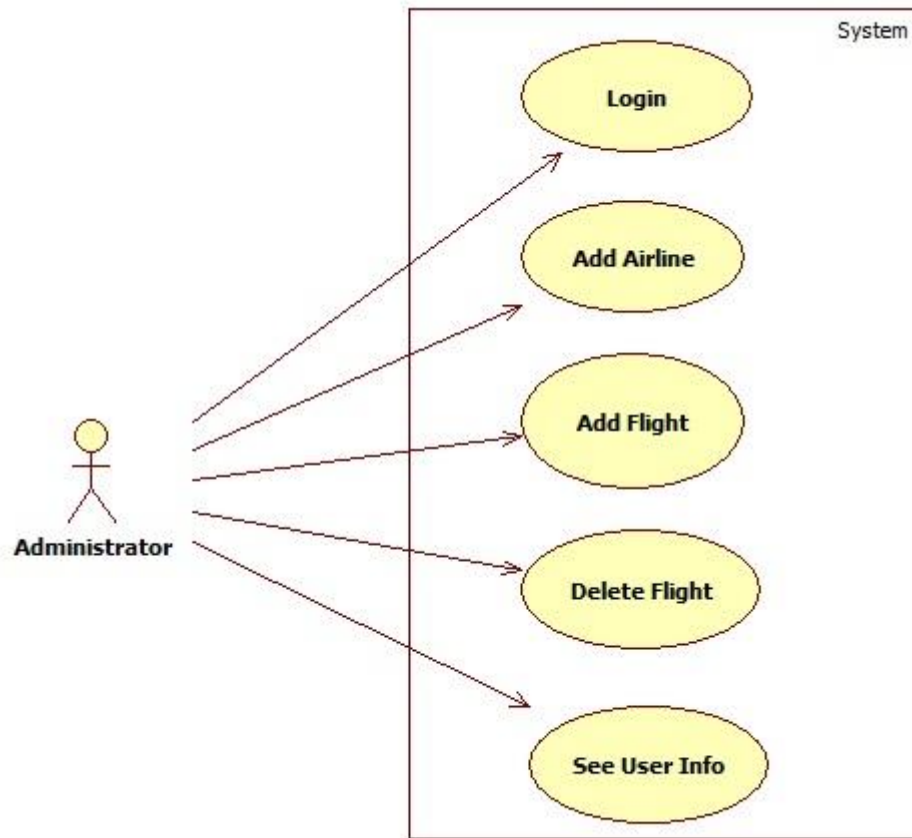 System
Login
Add Airline
Add Flight
Administrator
Delete Flight
See User Info